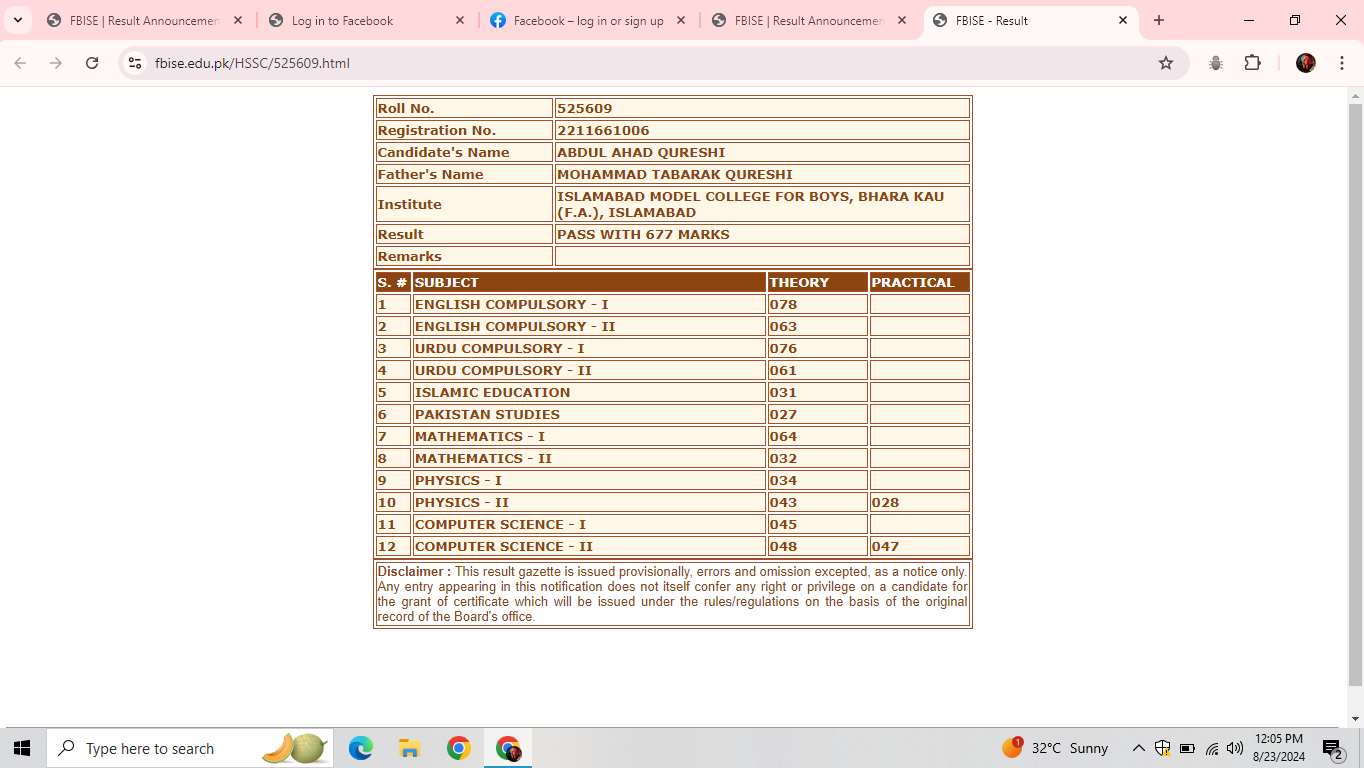 FBISE | Result Announcemen
Log in to Facebook
Facebook – log in or sign up
FBISE | Result Announcemen
FBISE - Result
fbise.edu.pk/HSSC/525609.html
Roll No. 525609
Registration No. 2211661006
Candidate's Name ABDUL AHAD QURESHI
Father's Name MOHAMMAD TABARAK QURESHI
Institute ISLAMABAD MODEL COLLEGE FOR BOYS, BHARA KAU
(F.A.), ISLAMABAD
Result PASS WITH 677 MARKS
Remarks
S. # SUBJECT THEORY PRACTICAL
1 ENGLISH COMPULSORY - I 078
2 ENGLISH COMPULSORY - II 063
3 URDU COMPULSORY - I 076
4 URDU COMPULSORY - II 061
5 ISLAMIC EDUCATION 031
6 PAKISTAN STUDIES 027
7 MATHEMATICS - I 064
8 MATHEMATICS - II 032
9 PHYSICS - I 034
10 PHYSICS - II 043 028
11 COMPUTER SCIENCE - I 045
12 COMPUTER SCIENCE - II 048 047
Disclaimer : This result gazette is issued provisionally, errors and omission excepted, as a notice only.
Any entry appearing in this notification does not itself confer any right or privilege on a candidate for
the grant of certificate which will be issued under the rules/regulations on the basis of the original
record of the Board's office.
Type here to search
1
32°C Sunny
12:05 PM
8/23/2024
2